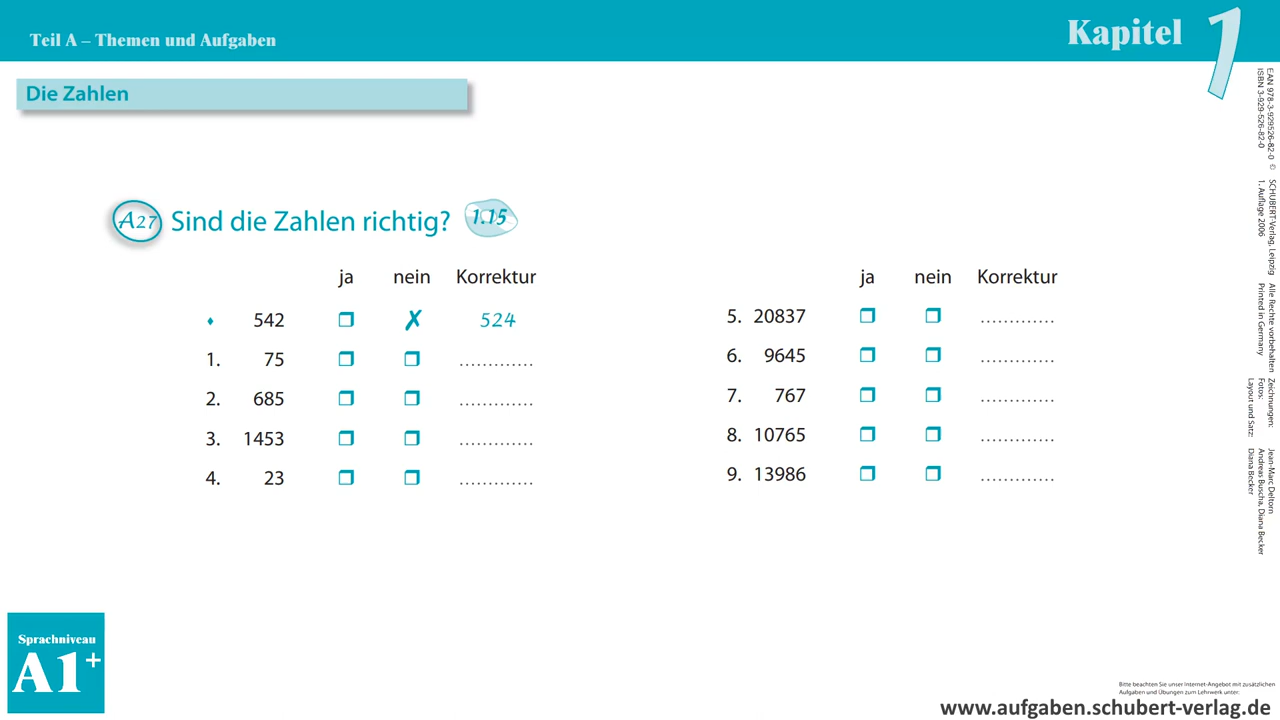 Teil A – Themen und Aufgaben
Kapitel 1
Die Zahlen
A27 Sind die Zahlen richtig? 1.15
ja nein Korrektur
♦ 542 ❒ ✗ 524
1. 75 ❒ ❒ .............
2. 685 ❒ ❒ .............
3. 1453 ❒ ❒ .............
4. 23 ❒ ❒ .............
ja nein Korrektur
5. 20837 ❒ ❒ .............
6. 9645 ❒ ❒ .............
7. 767 ❒ ❒ .............
8. 10765 ❒ ❒ .............
9. 13986 ❒ ❒ .............
EAN 978-3-929526-82-0 ©
ISBN 3-929-526-82-0
SCHUBERT-Verlag, Leipzig
1. Auflage 2006
Alle Rechte vorbehalten
Printed in Germany
Zeichnungen: Jean-Marc Deltorn
Fotos: Andreas Buscha, Diana Becker
Layout und Satz: Diana Becker
Sprachniveau
A1+
Bitte beachten Sie unser Internet-Angebot mit zusätzlichen
Aufgaben und Übungen zum Lehrwerk unter:
www.aufgaben.schubert-verlag.de